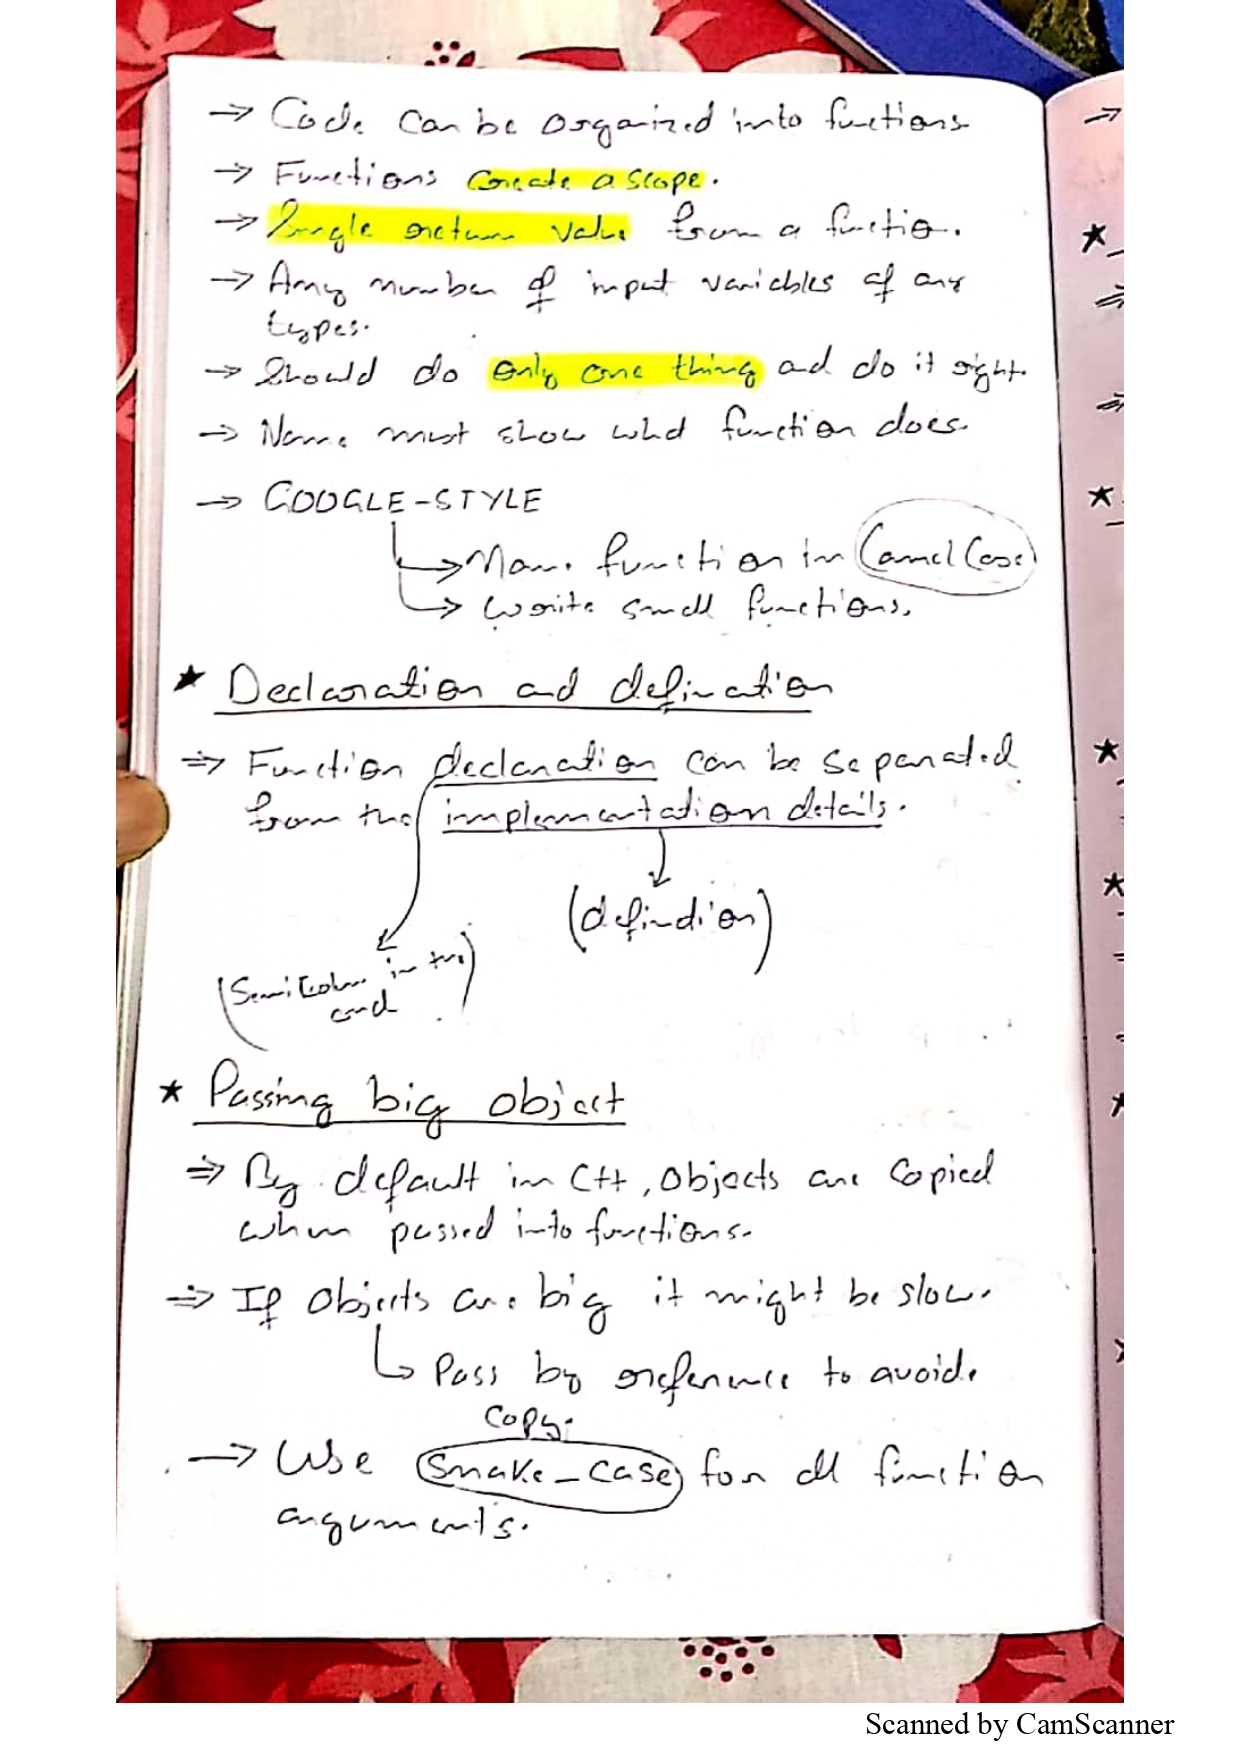 → Code can be organized into functions
→ Functions create a scope.
→ Single return value from a function.
→ Any number of input variables of any
types.
→ Should do only one thing and do it right.
→ Name must show what function does.
→ GOOGLE-STYLE
→ Name function in CamelCase
→ write small functions.
★ Declaration and defination
⇒ Function declaration can be separated
from the implementation details.
(defination)
(Semicolon in the
end
★ Passing big object
⇒ By default in C++, objects are copied
when passed into functions.
⇒ If objects are big it might be slow.
↳ Pass by reference to avoid
copy.
→ Use snake_case for all function
arguments.
Scanned by CamScanner